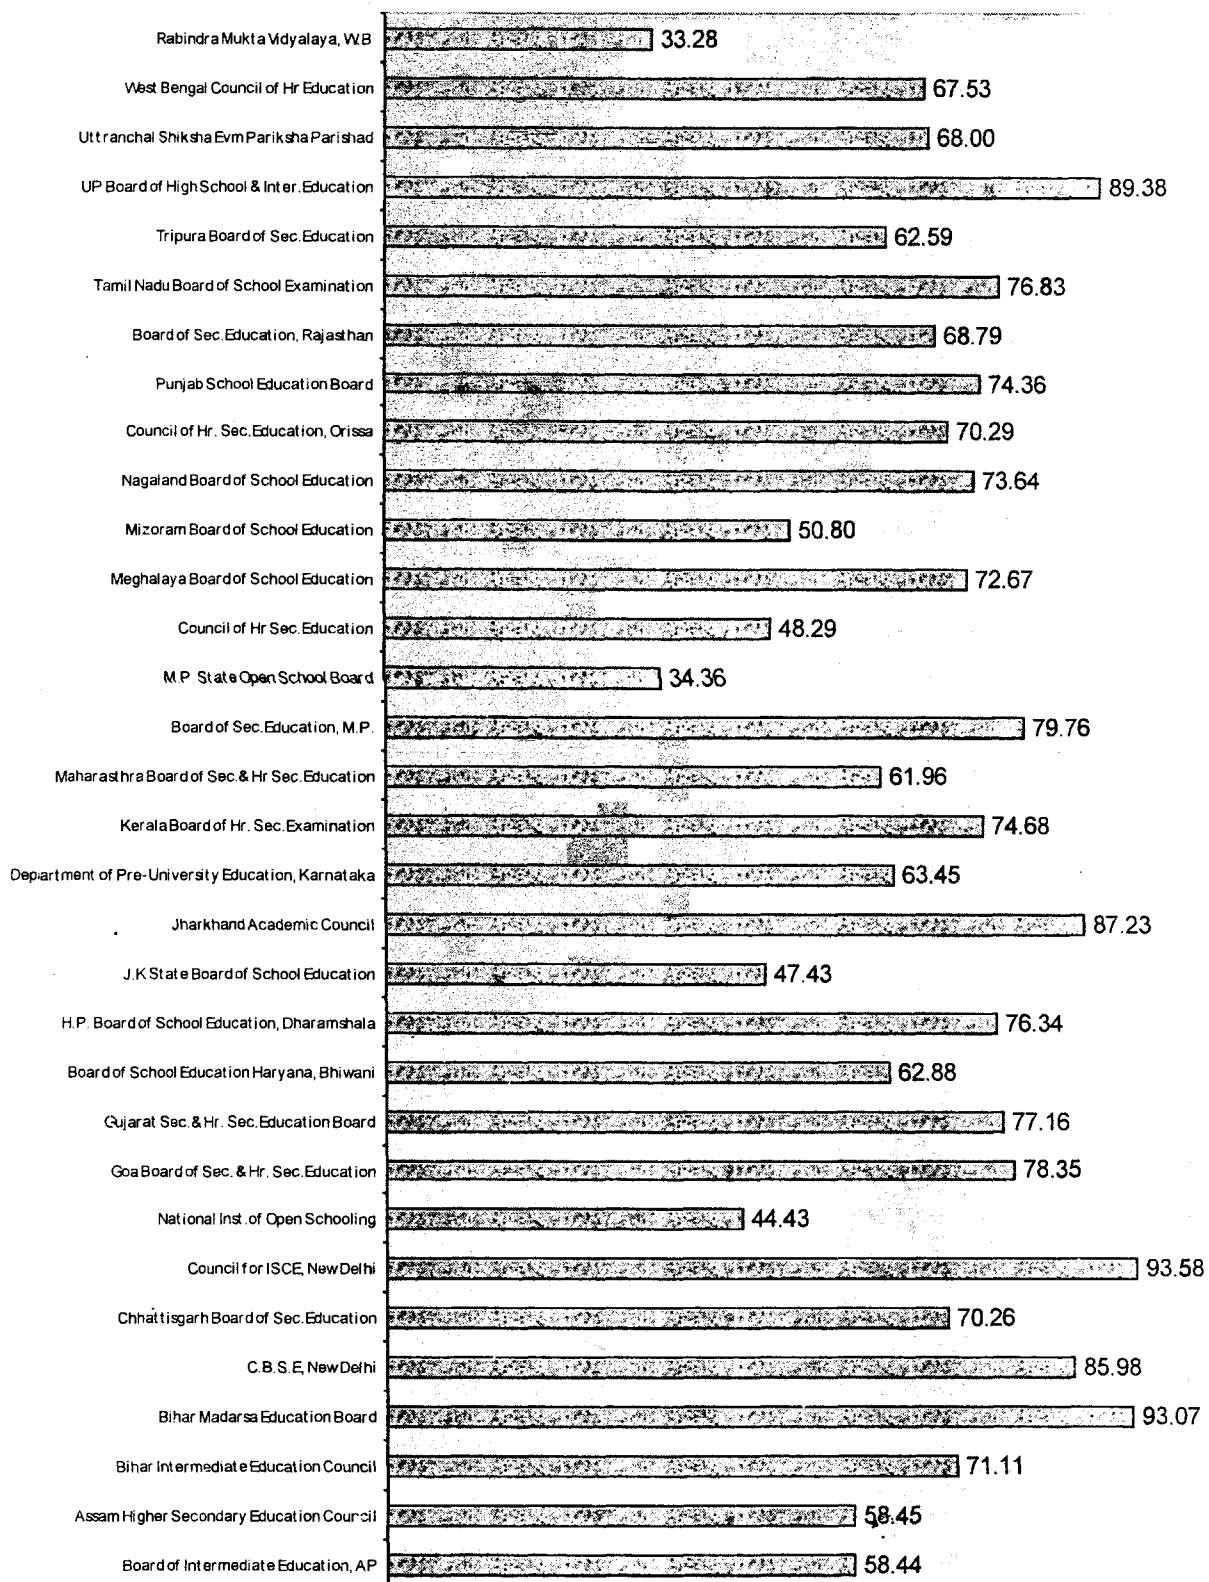 Rabindra Mukta Vidyalaya, W.B 33.28
West Bengal Council of Hr Education 67.53
Uttranchal Shiksha Evm Pariksha Parishad 68.00
UP Board of High School & Inter. Education 89.38
Tripura Board of Sec. Education 62.59
Tamil Nadu Board of School Examination 76.83
Board of Sec. Education, Rajasthan 68.79
Punjab School Education Board 74.36
Council of Hr. Sec. Education, Orissa 70.29
Nagaland Board of School Education 73.64
Mizoram Board of School Education 50.80
Meghalaya Board of School Education 72.67
Council of Hr Sec. Education 48.29
M.P. State Open School Board 34.36
Board of Sec. Education, M.P. 79.76
Maharasthra Board of Sec. & Hr Sec. Education 61.96
Kerala Board of Hr. Sec. Examination 74.68
Department of Pre-University Education, Karnataka 63.45
Jharkhand Academic Council 87.23
J.K State Board of School Education 47.43
H.P. Board of School Education, Dharamshala 76.34
Board of School Education Haryana, Bhiwani 62.88
Gujarat Sec. & Hr. Sec. Education Board 77.16
Goa Board of Sec. & Hr. Sec. Education 78.35
National Inst. of Open Schooling 44.43
Council for ISCE, New Delhi 93.58
Chhattisgarh Board of Sec. Education 70.26
C.B.S.E, New Delhi 85.98
Bihar Madarsa Education Board 93.07
Bihar Intermediate Education Council 71.11
Assam Higher Secondary Education Council 58.45
Board of Intermediate Education, AP 58.44